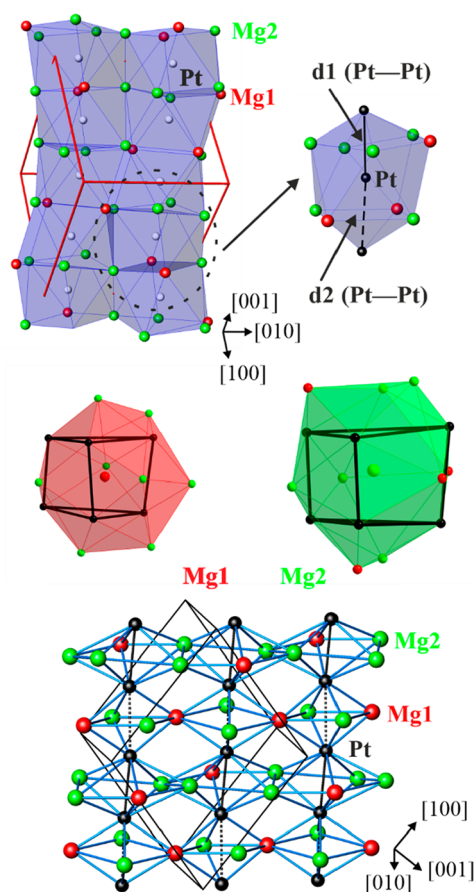 Mg2
Pt
Mg1
d1 (Pt—Pt)
Pt
d2 (Pt—Pt)
[001]
[010]
[100]
Mg1
Mg2
Mg2
Mg1
Pt
[100]
[001]
[010]